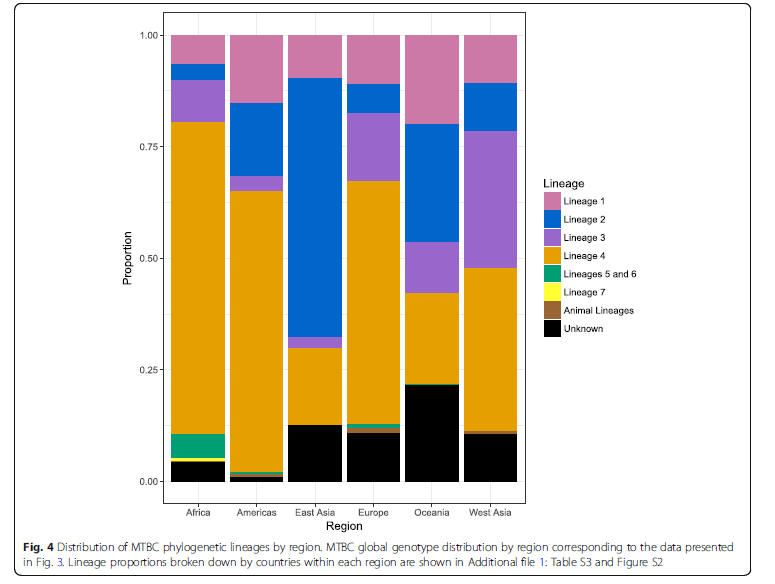 1.00
0.75
0.50
0.25
0.00
Proportion
Africa
Americas
East Asia
Europe
Oceania
West Asia
Region
Lineage
Lineage 1
Lineage 2
Lineage 3
Lineage 4
Lineages 5 and 6
Lineage 7
Animal Lineages
Unknown
Fig. 4 Distribution of MTBC phylogenetic lineages by region. MTBC global genotype distribution by region corresponding to the data presented
in Fig. 3. Lineage proportions broken down by countries within each region are shown in Additional file 1: Table S3 and Figure S2